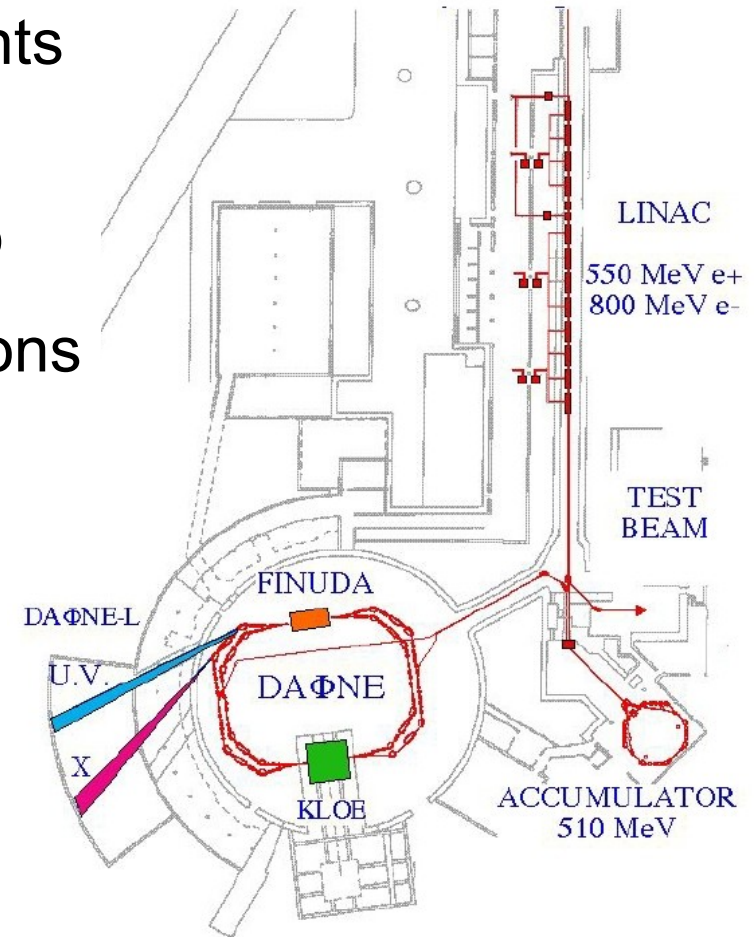 nts
ons
LINAC
550 MeV e+
800 MeV e-
TEST
BEAM
FINUDA
DAΦNE-L
U.V.
DAΦNE
X
KLOE
ACCUMULATOR
510 MeV